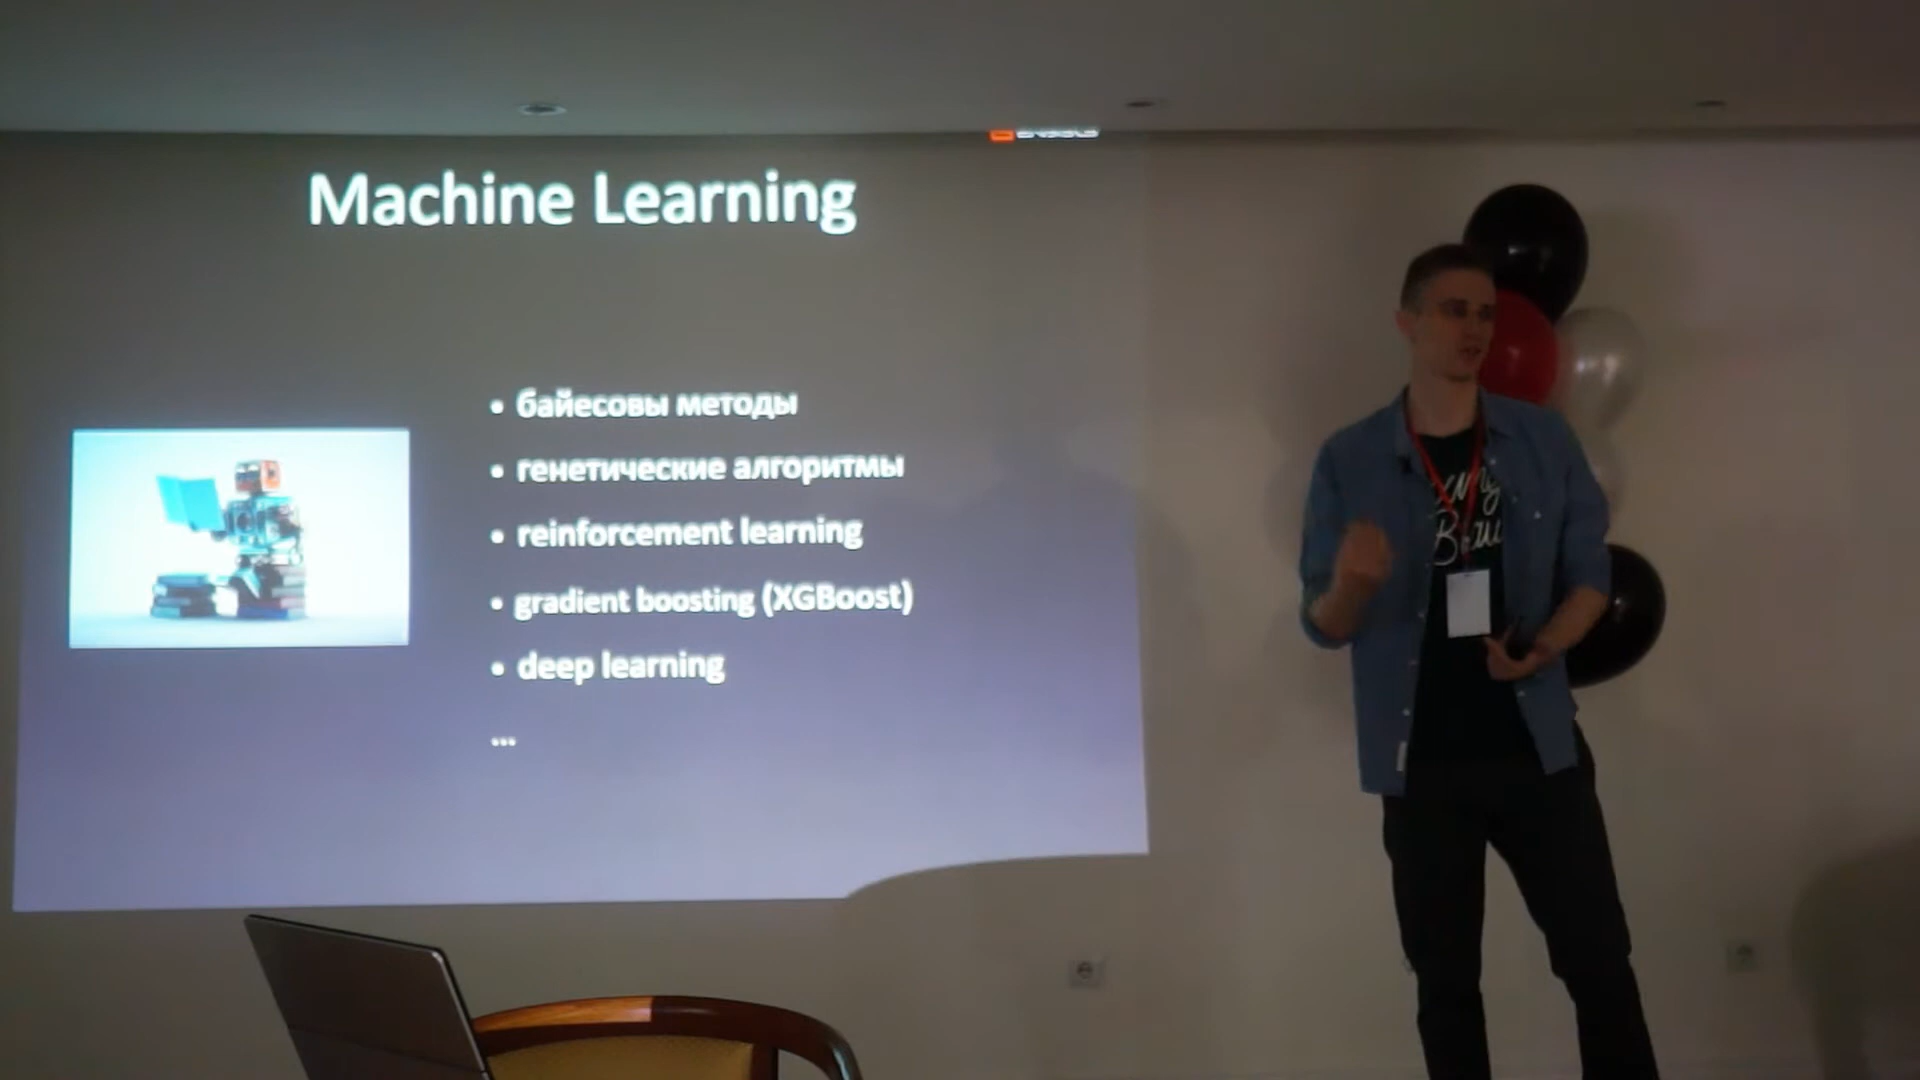 Machine Learning
• байесовы методы
• генетические алгоритмы
• reinforcement learning
• gradient boosting (XGBoost)
• deep learning
...